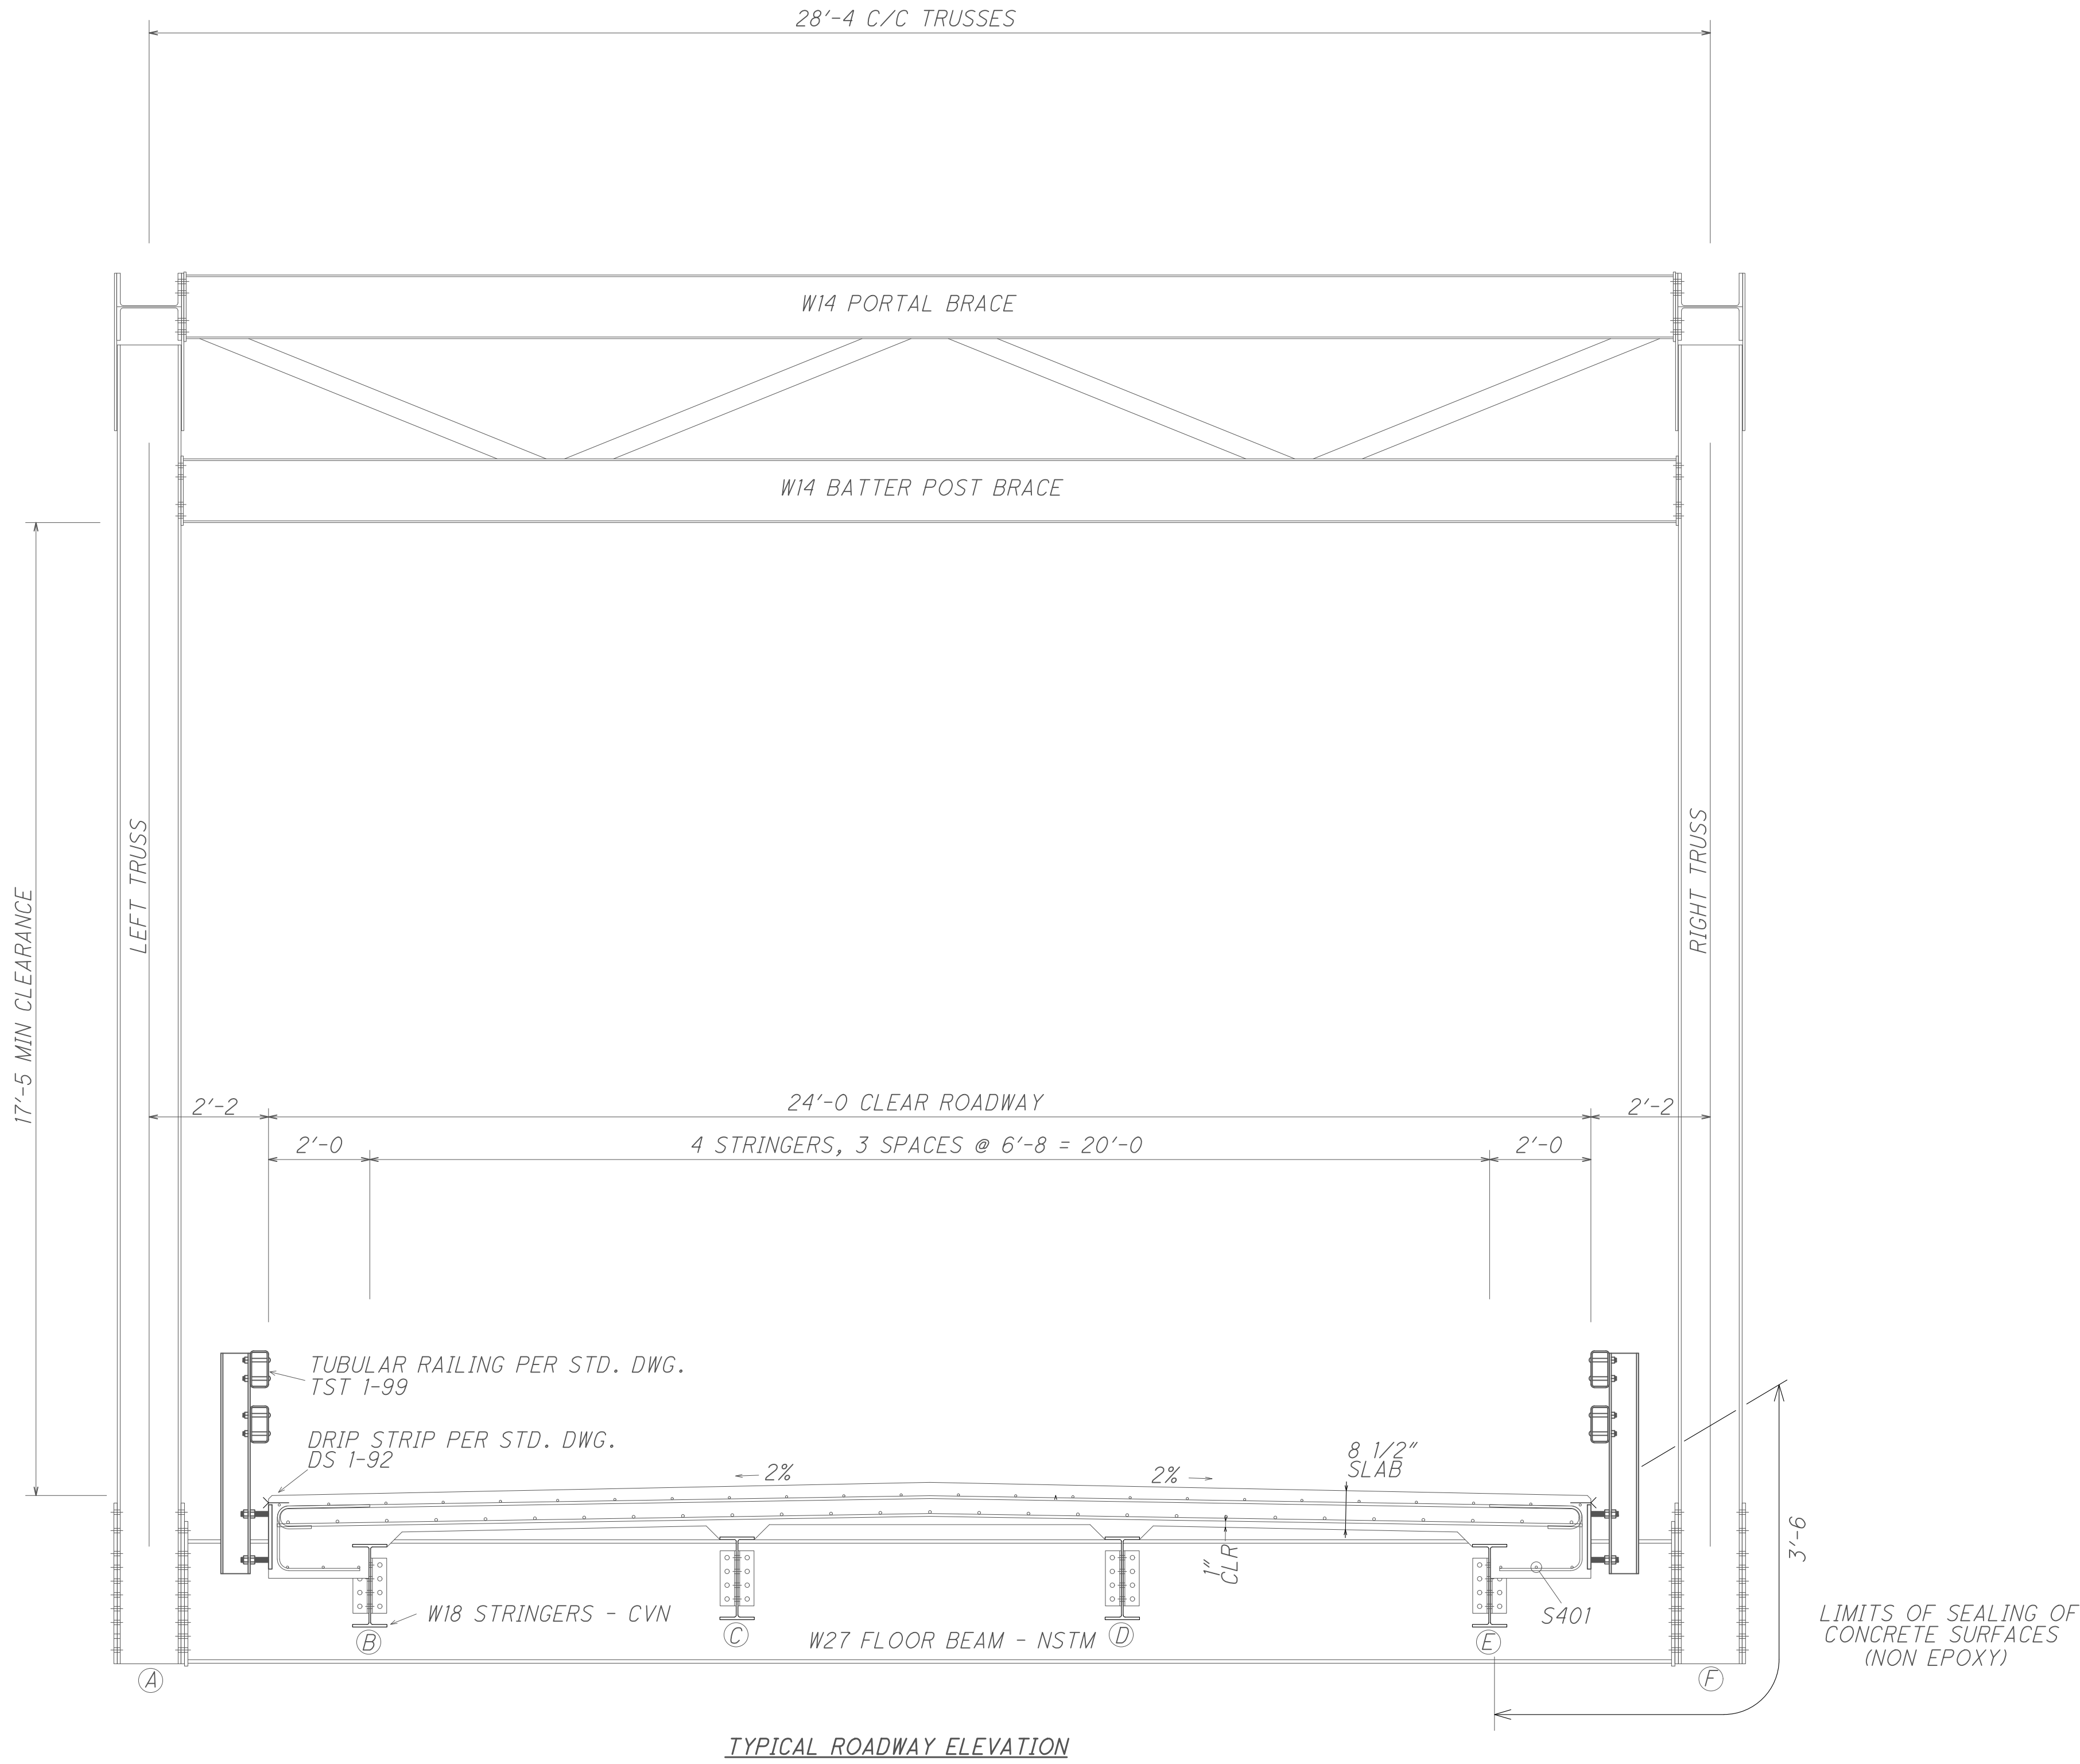 28'-4 C/C TRUSSES
W14 PORTAL BRACE
W14 BATTER POST BRACE
LEFT TRUSS
RIGHT TRUSS
17'-5 MIN CLEARANCE
2'-2
24'-0 CLEAR ROADWAY
2'-2
2'-0
4 STRINGERS, 3 SPACES @ 6'-8 = 20'-0
2'-0
TUBULAR RAILING PER STD. DWG.
TST 1-99
DRIP STRIP PER STD. DWG.
DS 1-92
2%
2%
8 1/2"
SLAB
1"
CLR
3'-6
S401
W18 STRINGERS - CVN
W27 FLOOR BEAM - NSTM
LIMITS OF SEALING OF
CONCRETE SURFACES
(NON EPOXY)
A
B
C
D
E
F
TYPICAL ROADWAY ELEVATION